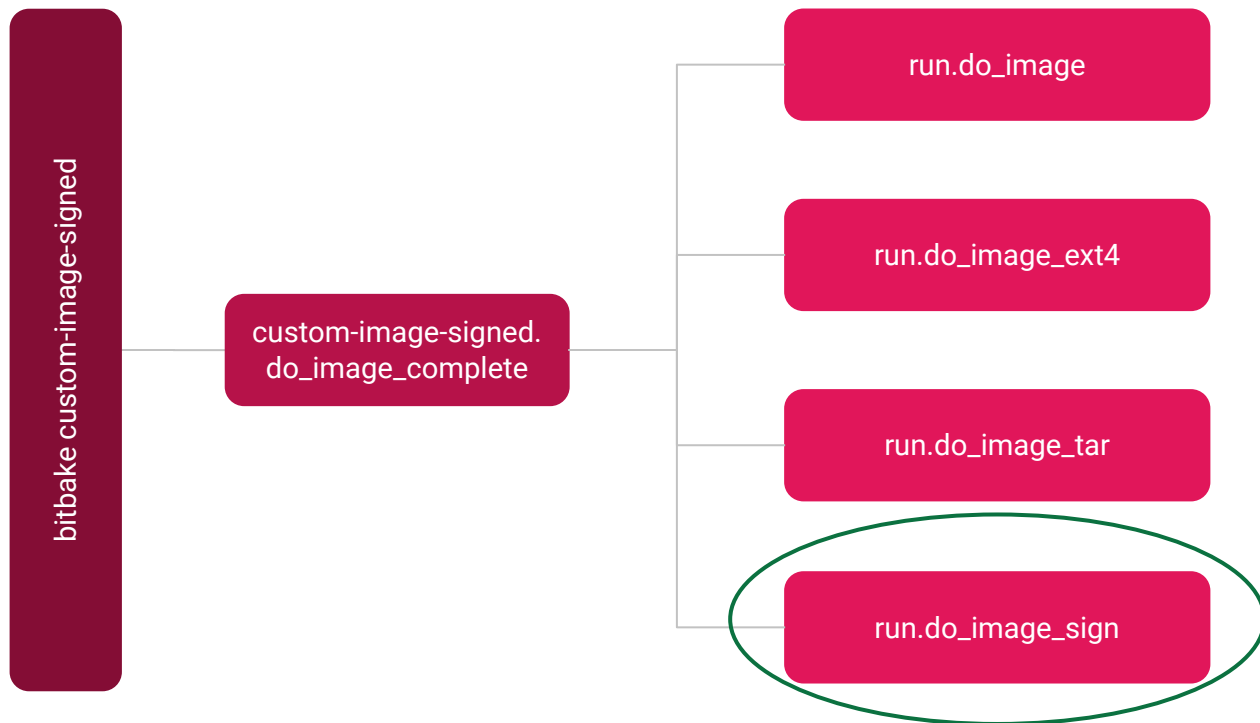 bitbake custom-image-signed
custom-image-signed.
do_image_complete
run.do_image
run.do_image_ext4
run.do_image_tar
run.do_image_sign